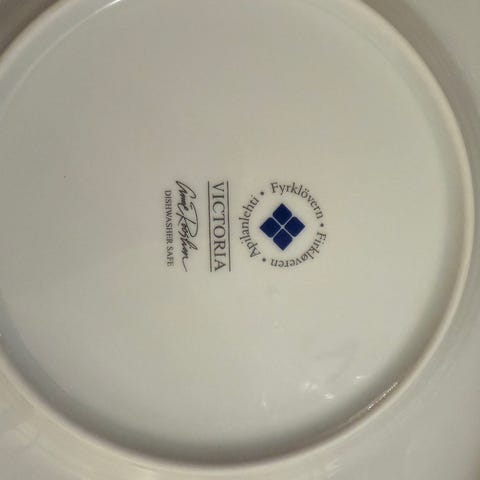 Apilanlehti • Fyrklövern • Firkløveren •
VICTORIA
DISHWASHER SAFE